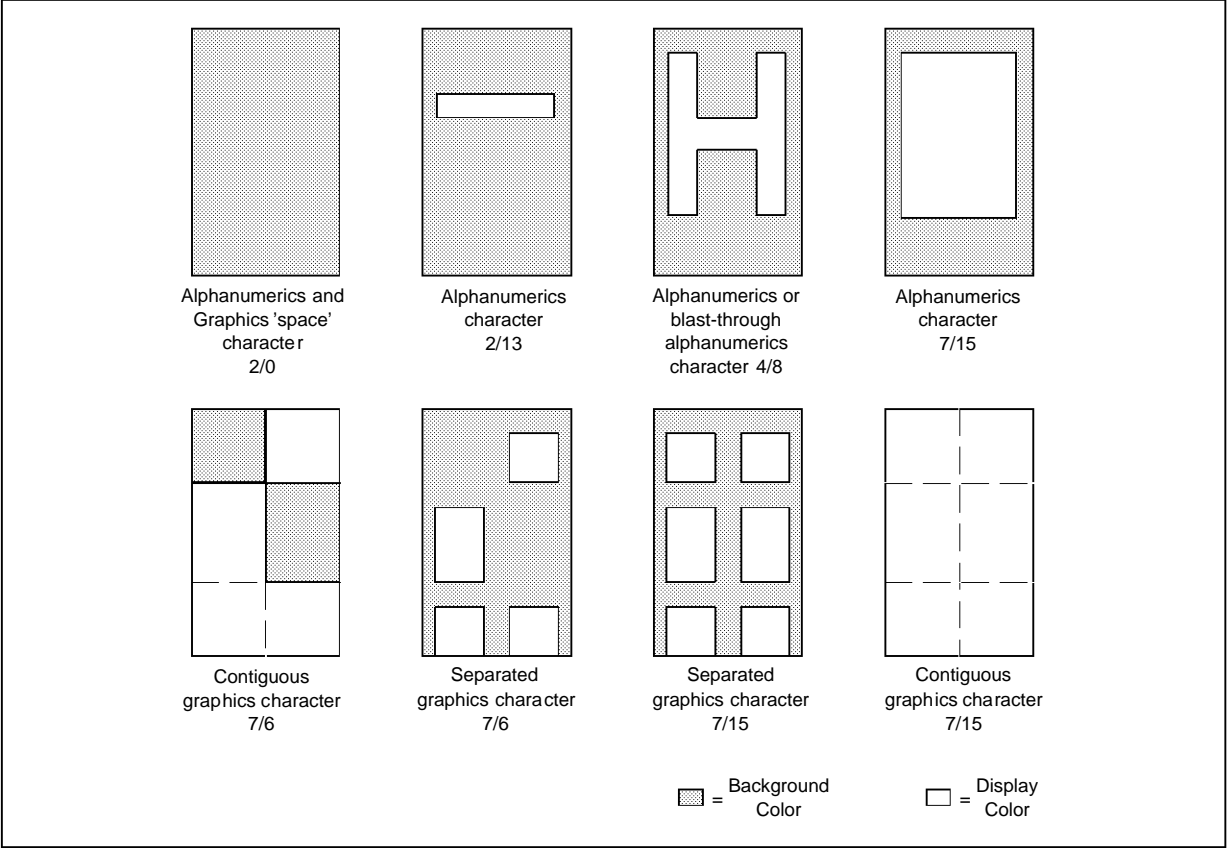 Alphanumerics and
Graphics 'space'
character
2/0
Alphanumerics
character
2/13
Alphanumerics or
blast-through
alphanumerics
character 4/8
Alphanumerics
character
7/15
Contiguous
graphics character
7/6
Separated
graphics character
7/6
Separated
graphics character
7/15
Contiguous
graphics character
7/15
= Background
Color
= Display
Color